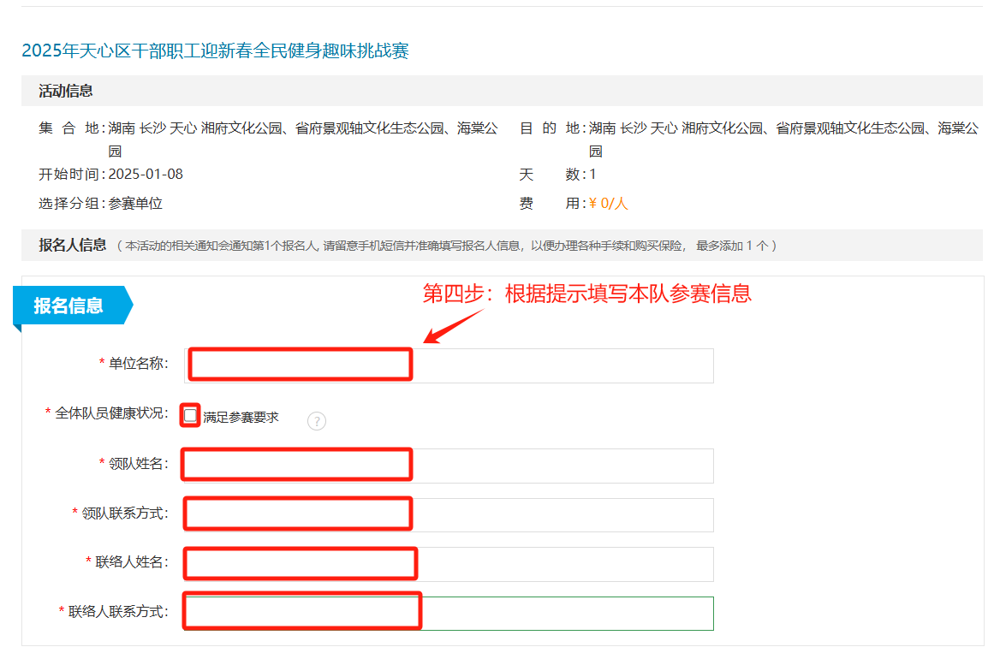 2025年天心区干部职工迎新春全民健身趣味挑战赛
活动信息
集 合 地:湖南 长沙 天心 湘府文化公园、省府景观轴文化生态公园、海棠公园
目 的 地:湖南 长沙 天心 湘府文化公园、省府景观轴文化生态公园、海棠公园
开始时间:2025-01-08
天 数:1
选择分组:参赛单位
费 用:¥ 0/人
报名人信息 ( 本活动的相关通知会通知第1个报名人, 请留意手机短信并准确填写报名人信息，以便办理各种手续和购买保险， 最多添加 1 个 )
第四步：根据提示填写本队参赛信息
报名信息
* 单位名称:
* 全体队员健康状况: 满足参赛要求 ?
* 领队姓名:
* 领队联系方式:
* 联络人姓名:
* 联络人联系方式: